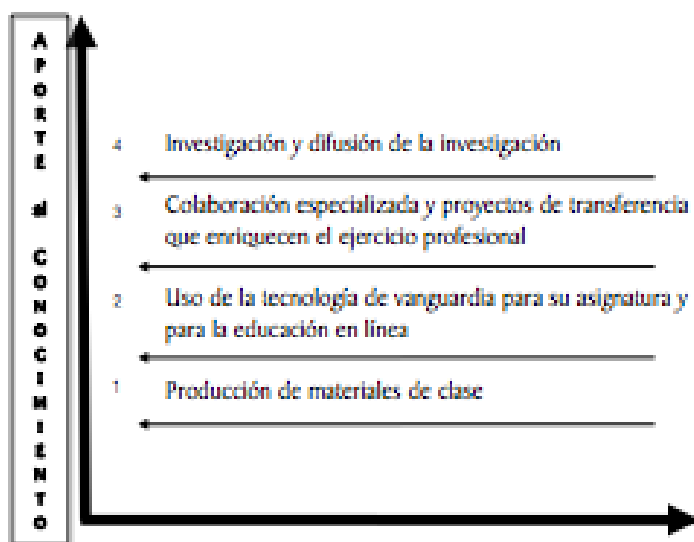 APORTE al CONOCIMIENTO
4 Investigación y difusión de la investigación
3 Colaboración especializada y proyectos de transferencia
que enriquecen el ejercicio profesional
2 Uso de la tecnología de vanguardia para su asignatura y
para la educación en línea
1 Producción de materiales de clase